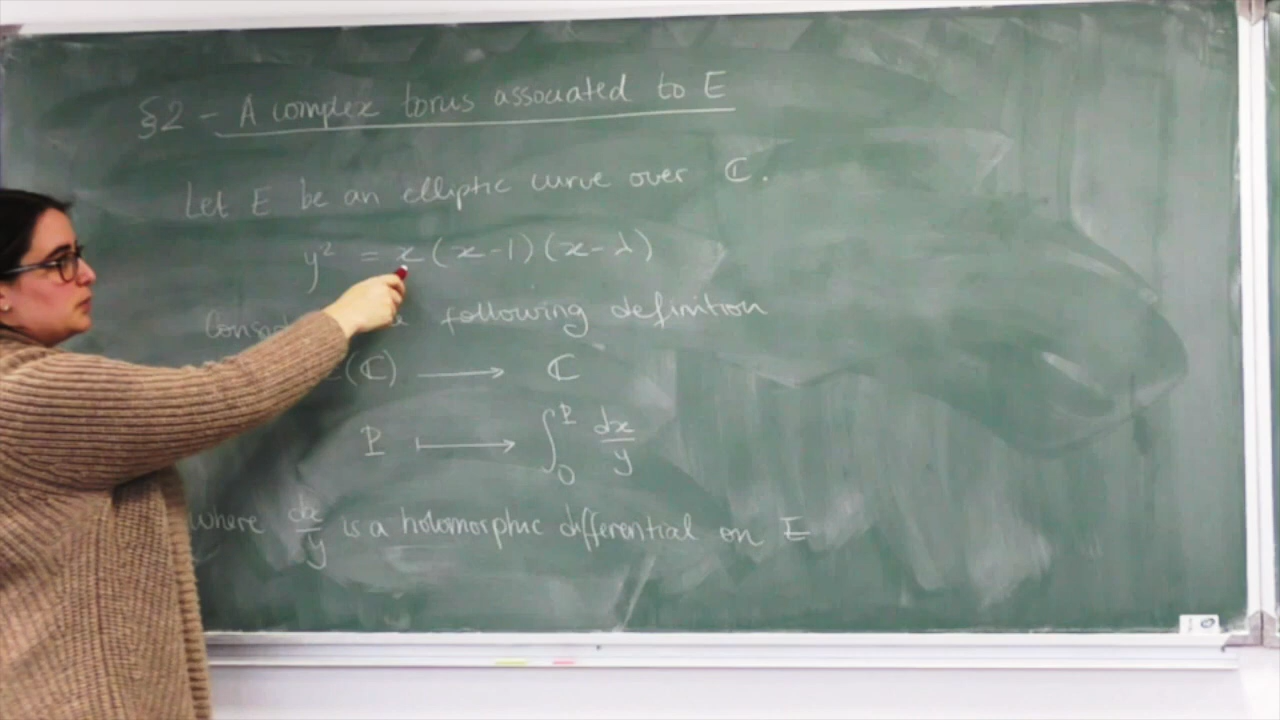 §2 - A complex torus associated to E
Let E be an elliptic curve over ℂ.
y² = x(x-1)(x-λ)
following definition
(ℂ) ⟶ ℂ
P ⟼ ∫_O^P dx/y
where dx/y is a holomorphic differential on E